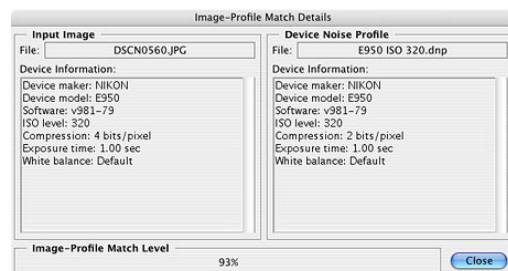 Image-Profile Match Details
Input Image
File: DSCN0560.JPG
Device Information:
Device maker: NIKON
Device model: E950
Software: v981-79
ISO level: 320
Compression: 4 bits/pixel
Exposure time: 1.00 sec
White balance: Default
Device Noise Profile
File: E950 ISO 320.dnp
Device Information:
Device maker: NIKON
Device model: E950
Software: v981-79
ISO level: 320
Compression: 2 bits/pixel
Exposure time: 1.00 sec
White balance: Default
Image-Profile Match Level
93%
Close